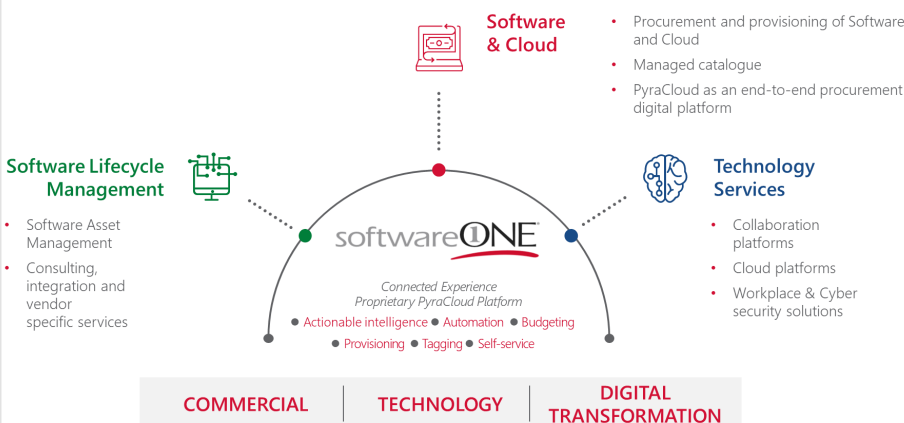 Software
& Cloud
• Procurement and provisioning of Software
and Cloud
• Managed catalogue
• PyraCloud as an end-to-end procurement
digital platform
Software Lifecycle
Management
• Software Asset
Management
• Consulting,
integration and
vendor
specific services
Technology
Services
• Collaboration
platforms
• Cloud platforms
• Workplace & Cyber
security solutions
software1ONE
Connected Experience
Proprietary PyraCloud Platform
● Actionable intelligence ● Automation ● Budgeting
● Provisioning ● Tagging ● Self-service
COMMERCIAL
TECHNOLOGY
DIGITAL
TRANSFORMATION